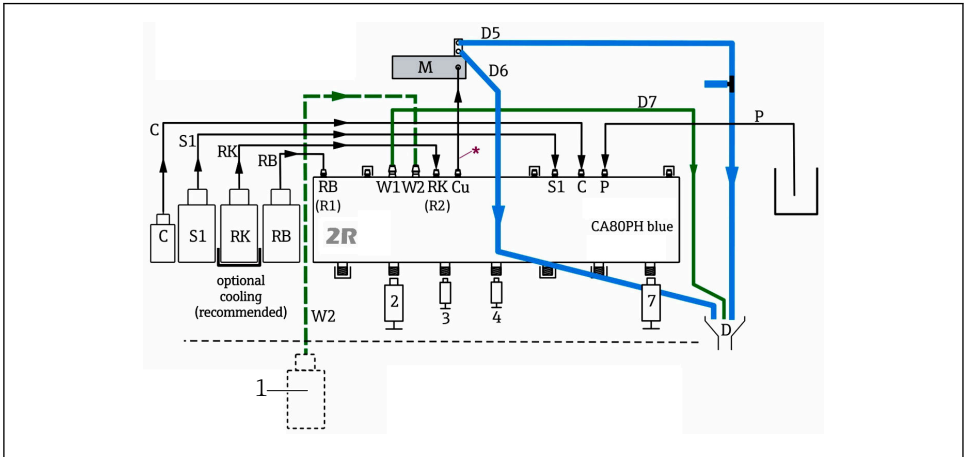 D5
M
D6
D7
C
P
S1
RK
*
RB
RB
(R1)
W1
W2
RK
(R2)
Cu
S1
C
P
C
S1
RK
RB
2R
CA80PH blue
optional
cooling
(recommended)
2
3
4
7
W2
D
1